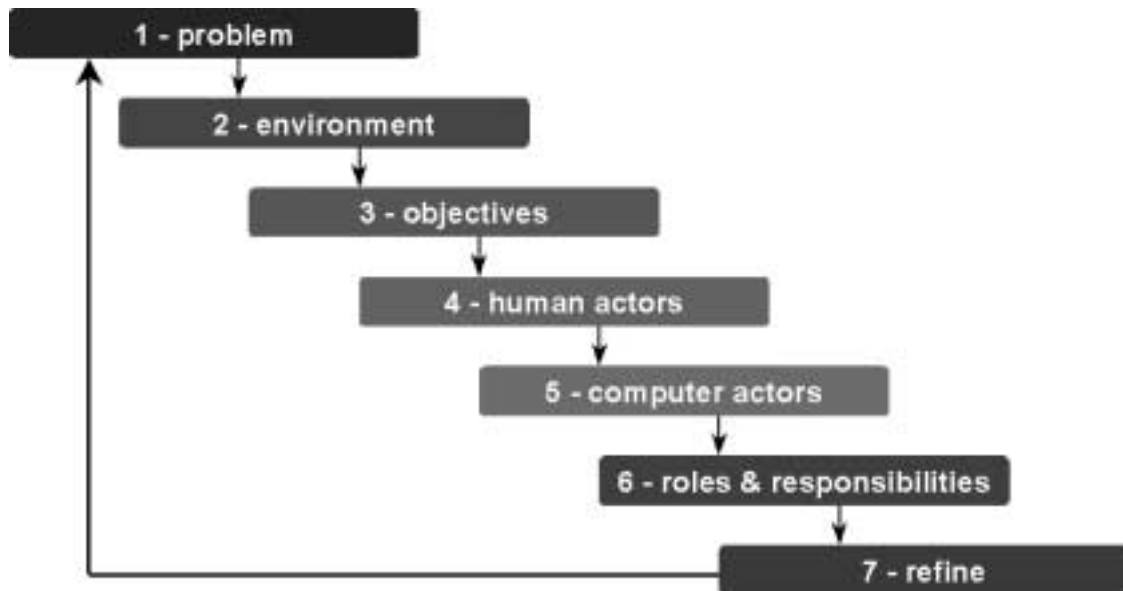 1 - problem
2 - environment
3 - objectives
4 - human actors
5 - computer actors
6 - roles & responsibilities
7 - refine